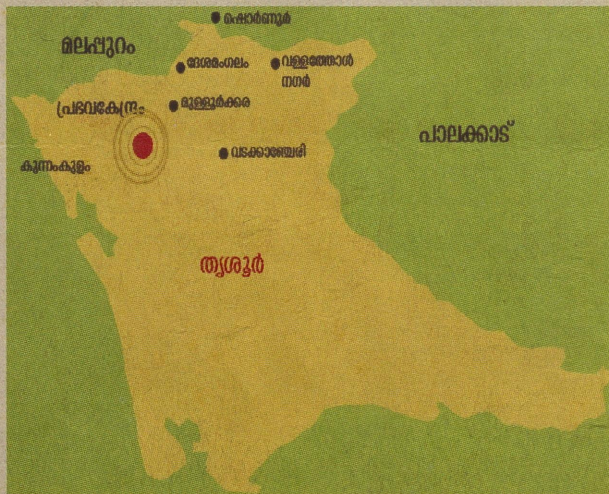 ഷൊർണൂർ
മലപ്പുറം
ദേശമംഗലം
വള്ളത്തോൾ
നഗർ
പ്രഭവകേന്ദ്രം
മുള്ളൂർക്കര
പാലക്കാട്
കുന്നംകുളം
വടക്കാഞ്ചേരി
തൃശൂർ